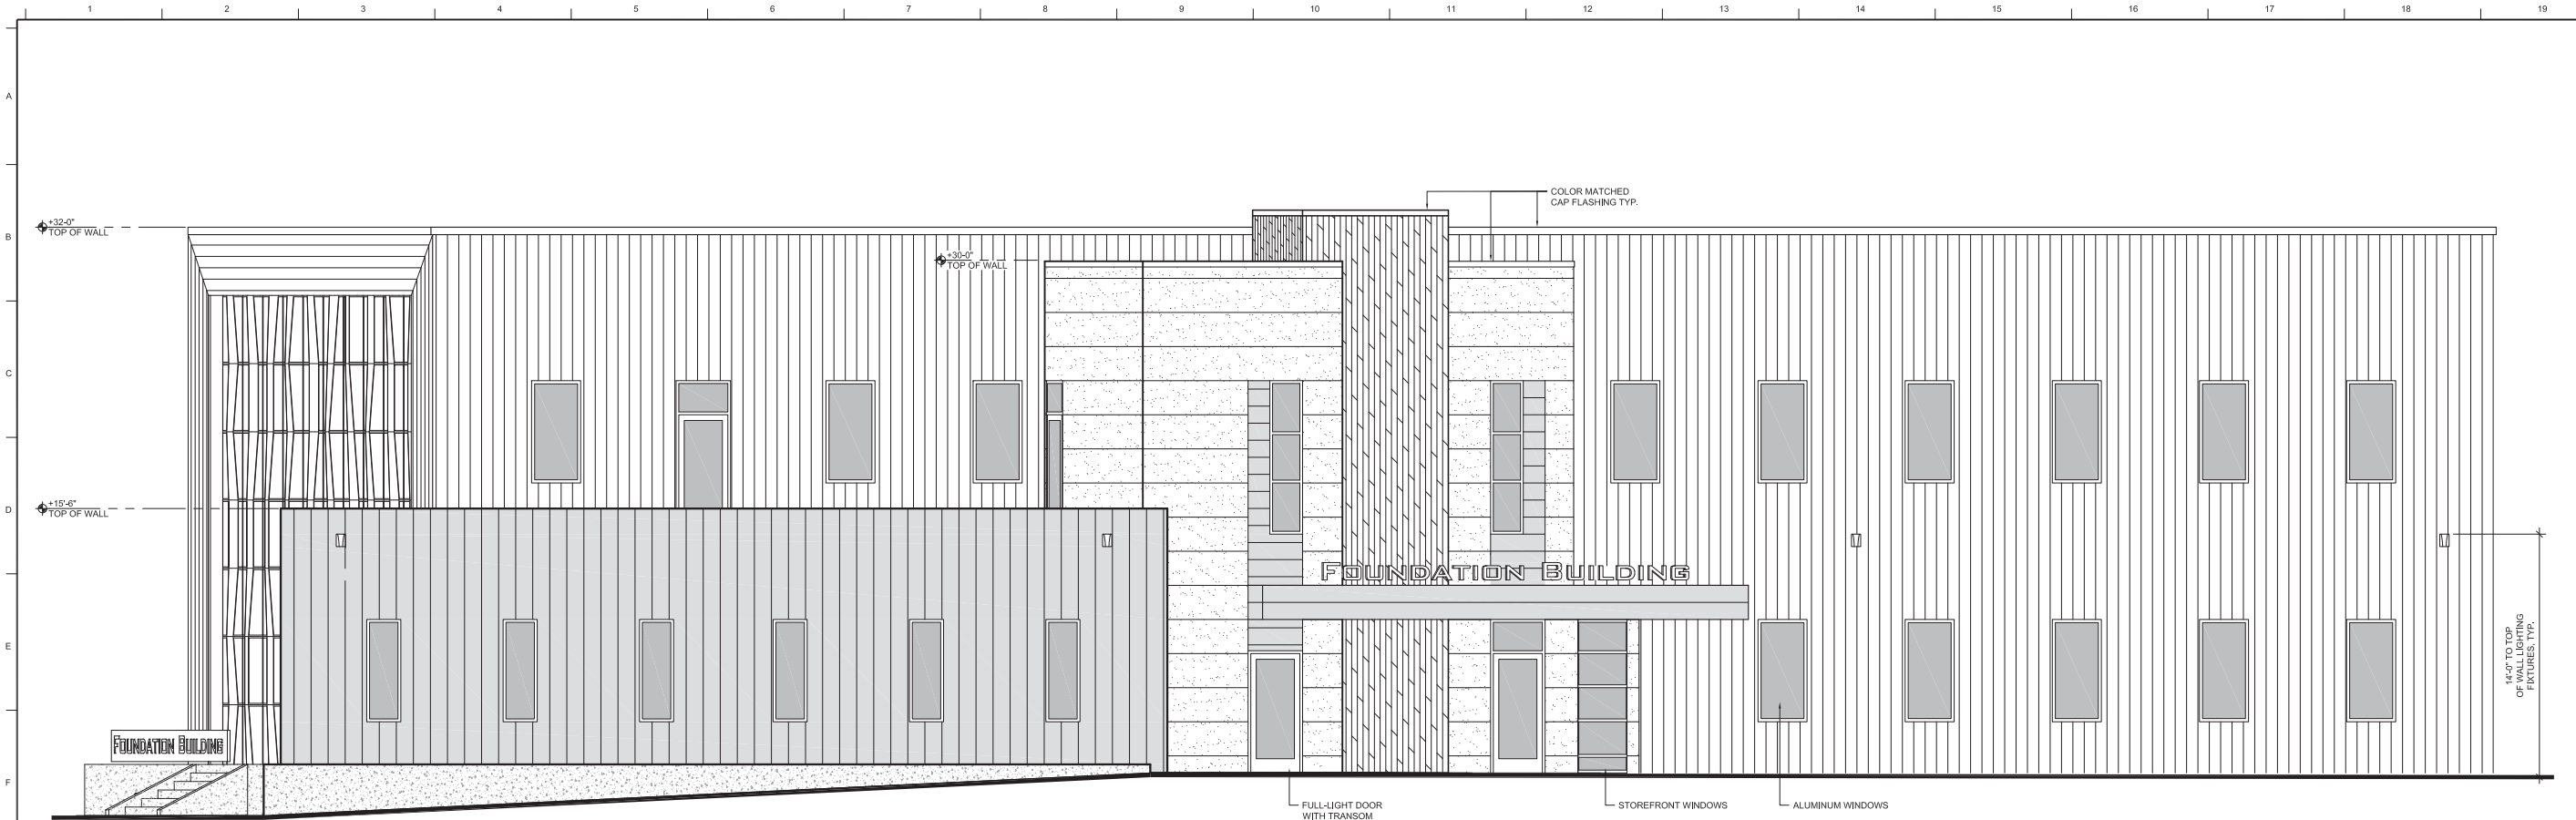 1 2 3 4 5 6 7 8 9 10 11 12 13 14 15 16 17 18 19
A
COLOR MATCHED
CAP FLASHING TYP.
+32-0"
TOP OF WALL
B
+30-0"
TOP OF WALL
C
+15'-6"
TOP OF WALL
D
FOUNDATION BUILDING
E
14'-0" TO TOP
OF WALL LIGHTING
FIXTURES, TYP.
FOUNDATION BUILDING
F
FULL-LIGHT DOOR
WITH TRANSOM
STOREFRONT WINDOWS
ALUMINUM WINDOWS